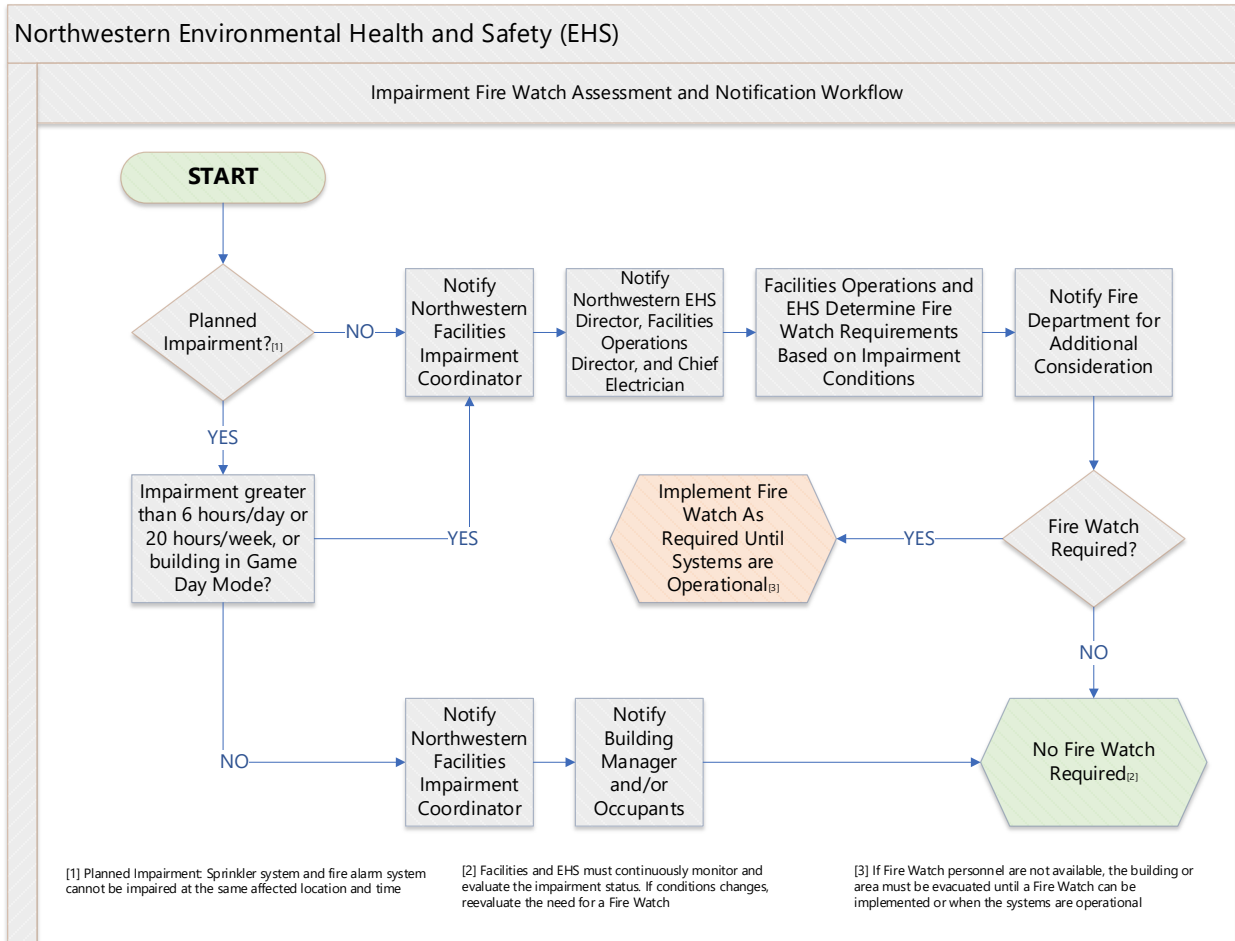 Northwestern Environmental Health and Safety (EHS)
Impairment Fire Watch Assessment and Notification Workflow
START
Planned
Impairment?[1]
NO
Notify
Northwestern
Facilities
Impairment
Coordinator
Notify
Northwestern EHS
Director, Facilities
Operations
Director, and Chief
Electrician
Facilities Operations and
EHS Determine Fire
Watch Requirements
Based on Impairment
Conditions
Notify Fire
Department for
Additional
Consideration
YES
Impairment greater
than 6 hours/day or
20 hours/week, or
building in Game
Day Mode?
YES
Implement Fire
Watch As
Required Until
Systems are
Operational[3]
YES
Fire Watch
Required?
NO
NO
Notify
Northwestern
Facilities
Impairment
Coordinator
Notify
Building
Manager
and/or
Occupants
No Fire Watch
Required[2]
[1] Planned Impairment: Sprinkler system and fire alarm system
cannot be impaired at the same affected location and time
[2] Facilities and EHS must continuously monitor and
evaluate the impairment status. If conditions changes,
reevaluate the need for a Fire Watch
[3] If Fire Watch personnel are not available, the building or
area must be evacuated until a Fire Watch can be
implemented or when the systems are operational